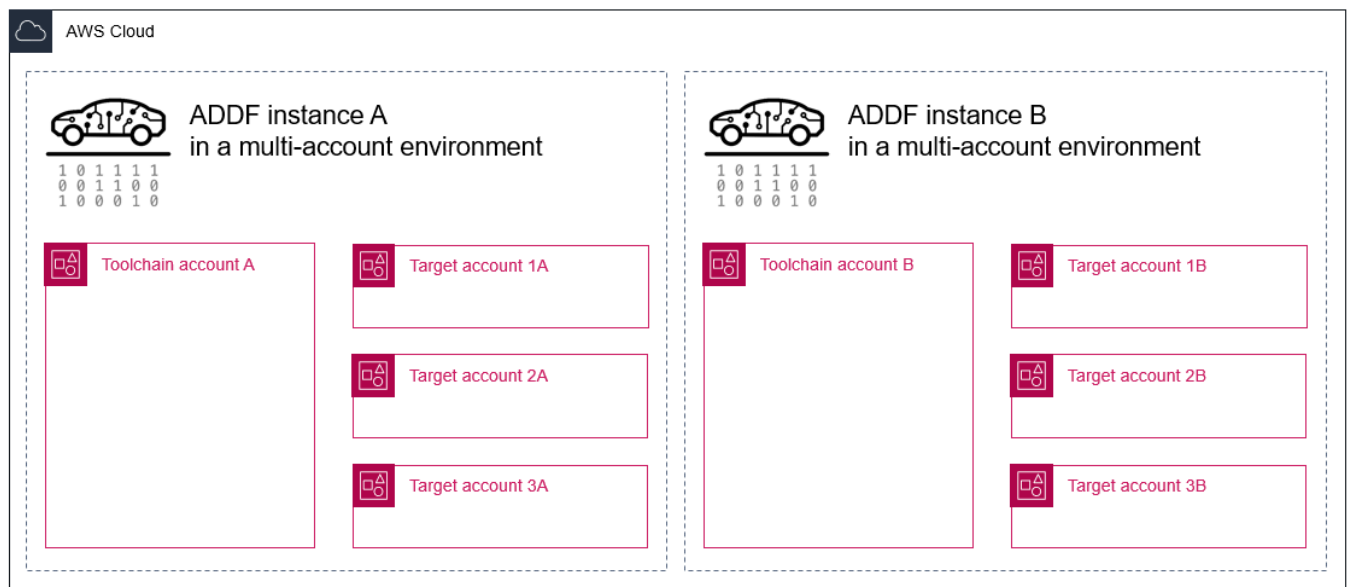 AWS Cloud
ADDF instance A
in a multi-account environment
1 0 1 1 1 1
0 0 1 1 0 0
1 0 0 0 1 0
Toolchain account A
Target account 1A
Target account 2A
Target account 3A
ADDF instance B
in a multi-account environment
1 0 1 1 1 1
0 0 1 1 0 0
1 0 0 0 1 0
Toolchain account B
Target account 1B
Target account 2B
Target account 3B